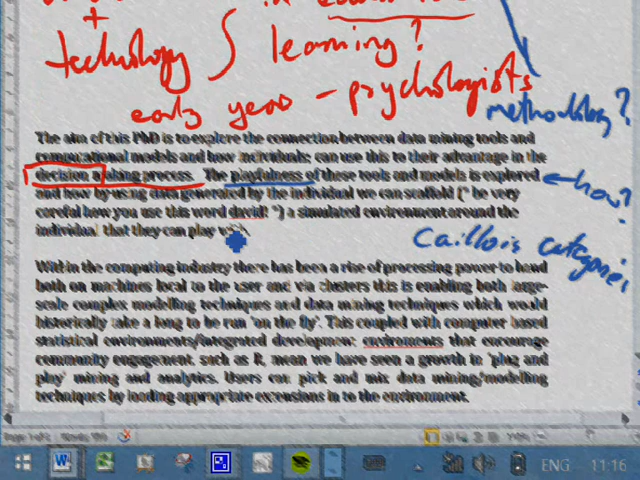 +
technology
learning?
early years - psychologists
methodology?
The aim of this PhD is to explore the connection between data mining tools and
computational models and how individuals can use this to their advantage in the
decision making process. The playfulness of these tools and models is explored
and how by using data generated by the individual we can scaffold (" be very
careful how you use this word david! ") a simulated environment around the
individual that they can play
how?
Caillois categories
Within the computing industry there has been a rise of processing power to hand
both on machines local to the user and via clusters this is enabling both large-
scale complex modelling techniques and data mining techniques which would
historically take a long to be run 'on the fly'. This coupled with computer based
statistical environments/integrated development enviroments that encourage
community engagement, such as R, mean we have seen a growth in 'plug and
play' mining and analytics. Users can pick and mix data mining/modelling
techniques by loading appropriate extensions in to the environment.
ENG 11:16